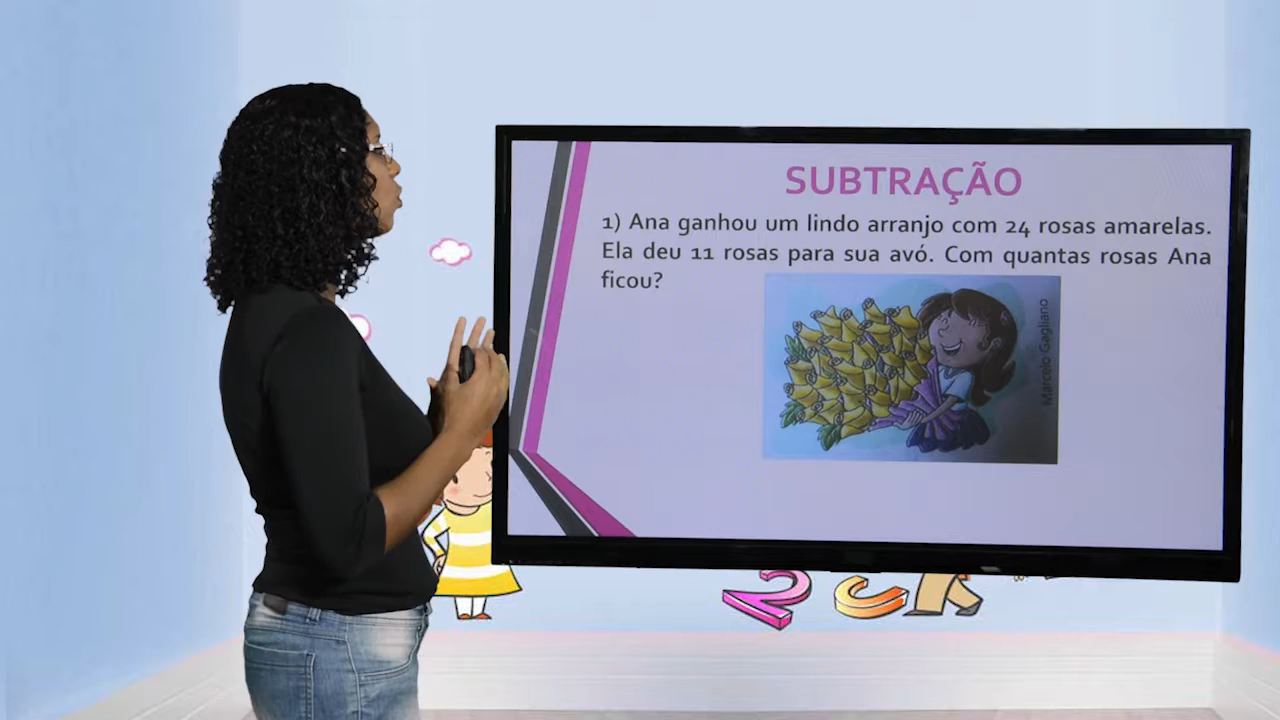 SUBTRAÇÃO
1) Ana ganhou um lindo arranjo com 24 rosas amarelas.
Ela deu 11 rosas para sua avó. Com quantas rosas Ana
ficou?
Marcelo Gagliano
2